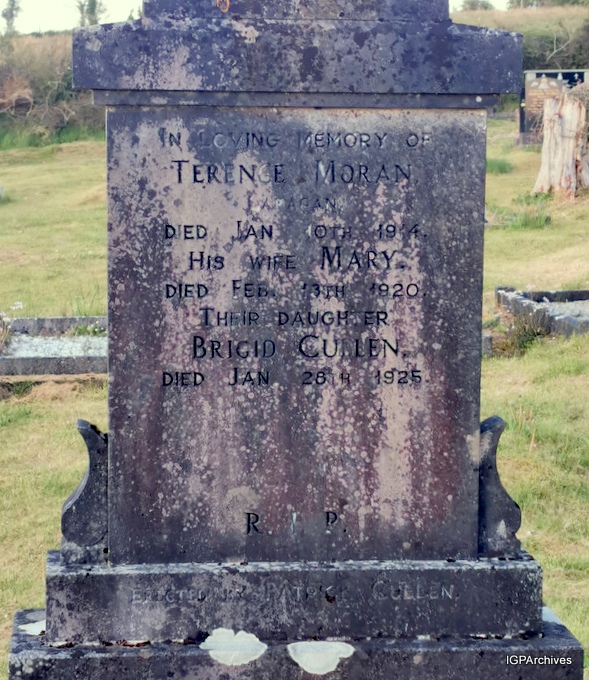 IN LOVING MEMORY OF
TERENCE MORAN
DIED JAN 10TH 1914.
HIS WIFE MARY.
DIED FEB. 13TH 1920.
THEIR DAUGHTER
BRIGID CULLEN.
DIED JAN 26TH 1925
R. I. P.
ERECTED BY PATRICK CULLEN.
IGPArchives